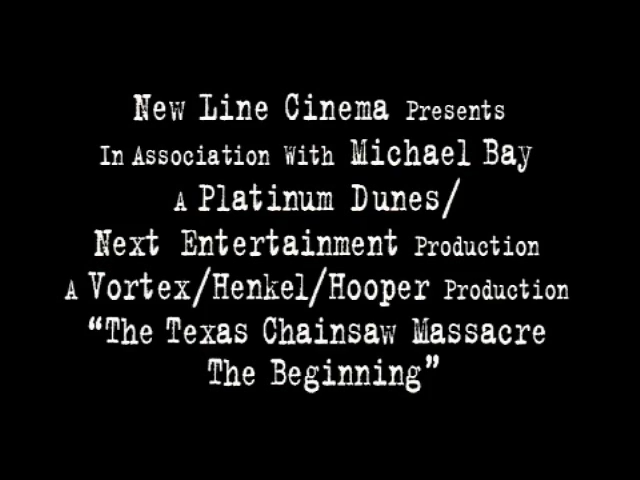 New Line Cinema Presents
In Association With Michael Bay
A Platinum Dunes/
Next Entertainment Production
A Vortex/Henkel/Hooper Production
“The Texas Chainsaw Massacre
The Beginning”